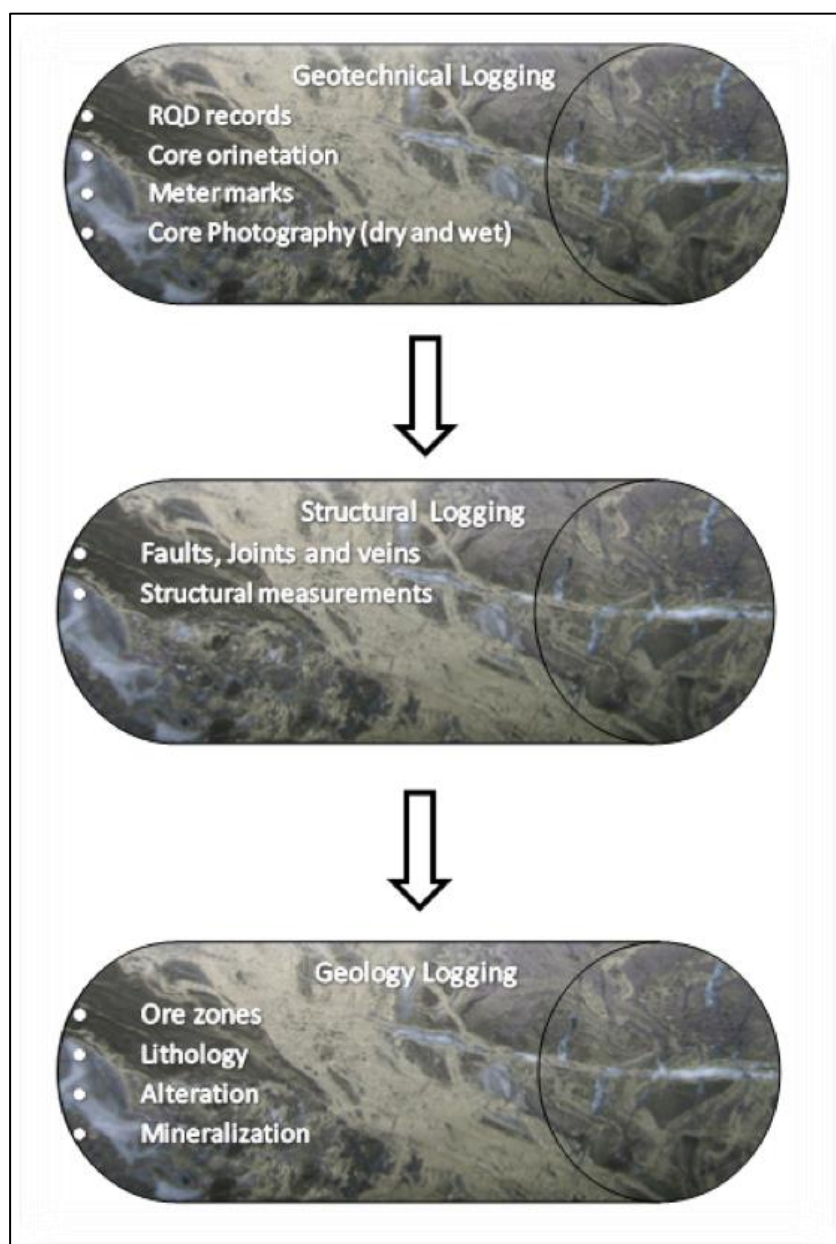 Geotechnical Logging
• RQD records
• Core orinetation
• Meter marks
• Core Photography (dry and wet)
Structural Logging
• Faults, Joints and veins
• Structural measurements
Geology Logging
• Ore zones
• Lithology
• Alteration
• Mineralization